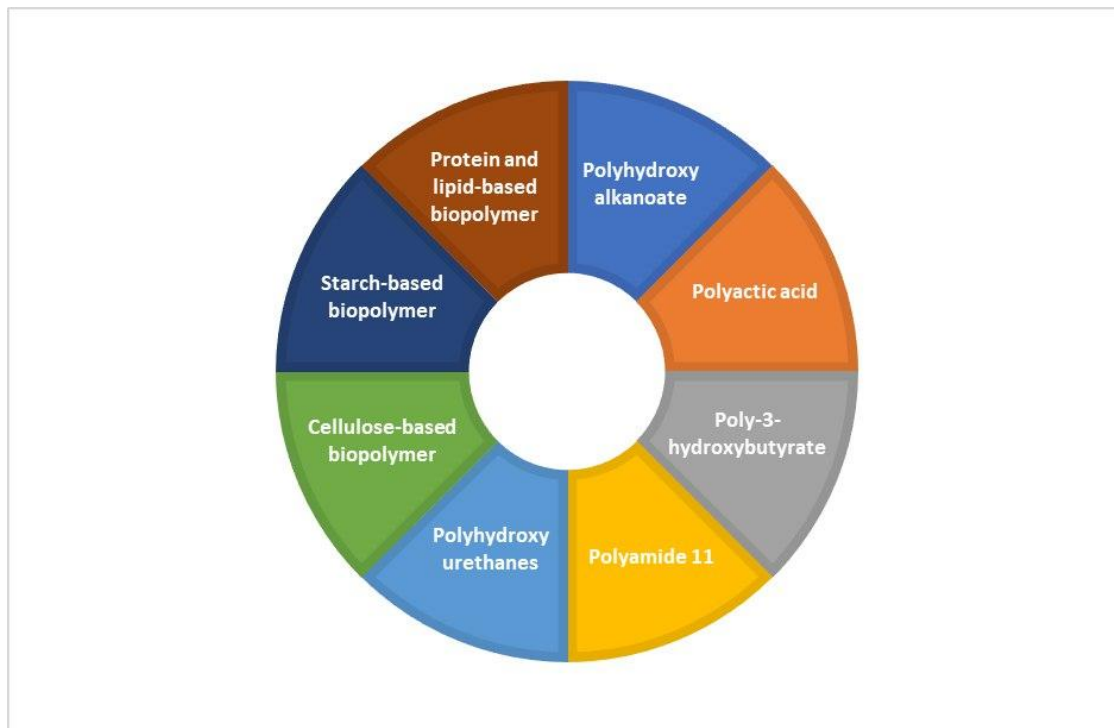 Polyhydroxy
alkanoate
Polyactic acid
Poly-3-
hydroxybutyrate
Polyamide 11
Polyhydroxy
urethanes
Cellulose-based
biopolymer
Starch-based
biopolymer
Protein and
lipid-based
biopolymer